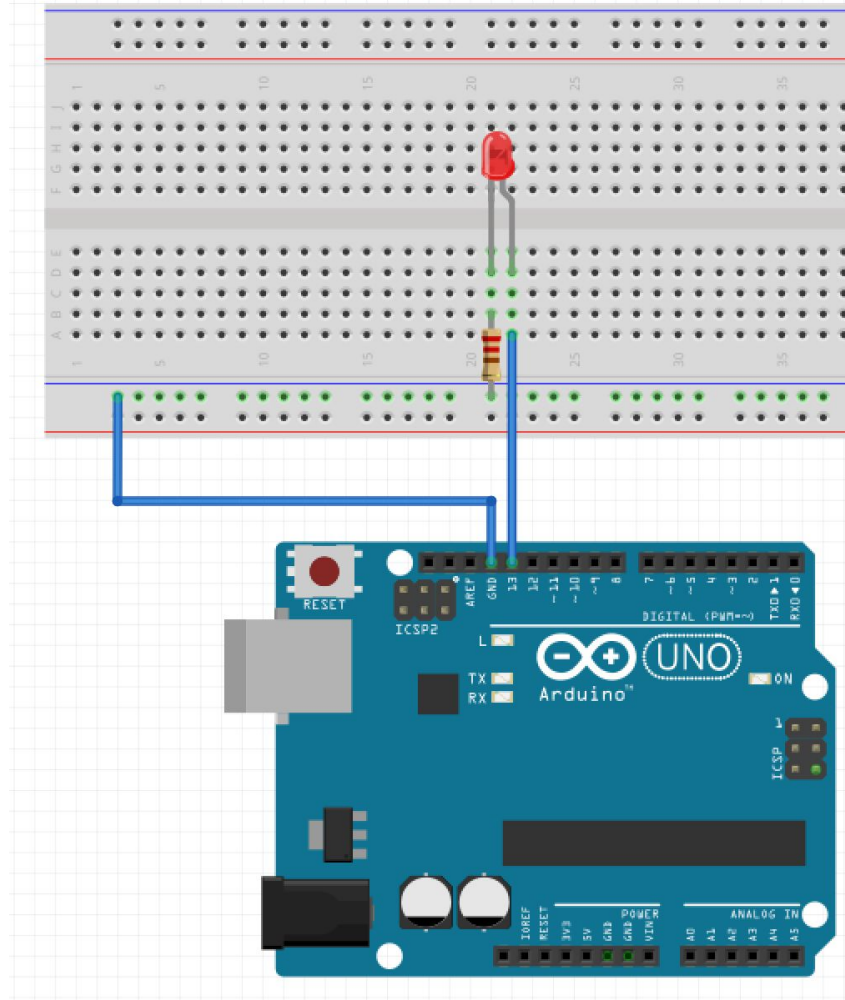 1 5 10 15 20 25 30 35
J
I
H
G
F
E
D
C
B
A
1 5 10 15 20 25 30 35
RESET
ICSP2
AREF
GND
13
12
~11
~10
~9
8
7
~6
~5
4
~3
2
TXD▶1
RXD◀0
DIGITAL (PWM=~)
L
TX
RX
Arduino™
UNO
ON
1
ICSP
IOREF
RESET
3V3
5V
GND
GND
VIN
POWER
A0
A1
A2
A3
A4
A5
ANALOG IN